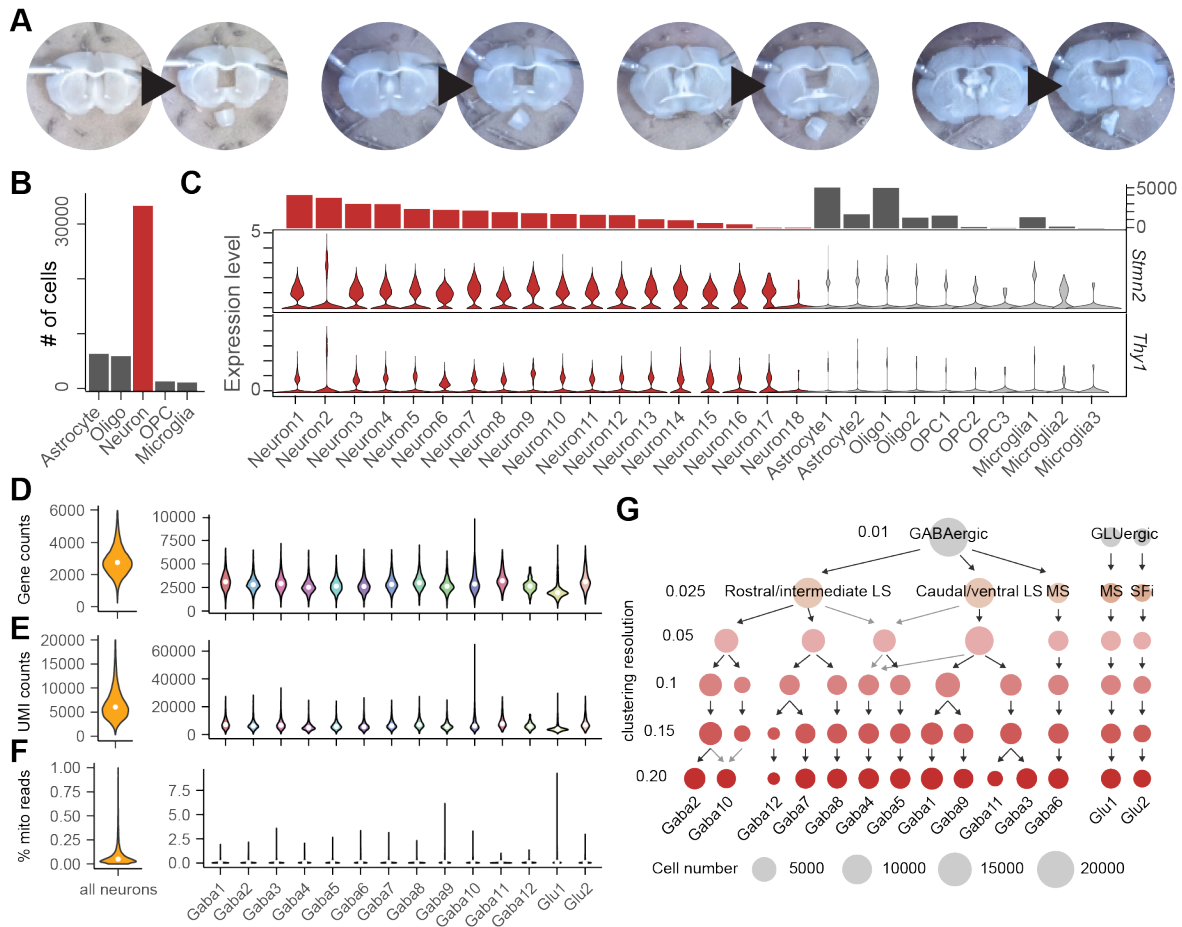 A
B
# of cells
30000
0
Astrocyte
Oligo
Neuron
OPC
Microglia
C
5000
0
Expression level
5
0
Stmn2
Thy1
Neuron1
Neuron2
Neuron3
Neuron4
Neuron5
Neuron6
Neuron7
Neuron8
Neuron9
Neuron10
Neuron11
Neuron12
Neuron13
Neuron14
Neuron15
Neuron16
Neuron17
Neuron18
Astrocyte1
Astrocyte2
Oligo1
Oligo2
OPC1
OPC2
OPC3
Microglia1
Microglia2
Microglia3
D
Gene counts
6000
4000
2000
0
10000
7500
5000
2500
0
E
UMI counts
20000
15000
10000
5000
0
60000
40000
20000
0
F
% mito reads
1.00
0.75
0.50
0.25
0.00
all neurons
7.5
5.0
2.5
0.0
Gaba1
Gaba2
Gaba3
Gaba4
Gaba5
Gaba6
Gaba7
Gaba8
Gaba9
Gaba10
Gaba11
Gaba12
Glu1
Glu2
G
clustering resolution
0.01 GABAergic GLUergic
0.025 Rostral/intermediate LS Caudal/ventral LS MS MS SFi
0.05
0.1
0.15
0.20
Gaba2
Gaba10
Gaba12
Gaba7
Gaba8
Gaba4
Gaba5
Gaba1
Gaba9
Gaba11
Gaba3
Gaba6
Glu1
Glu2
Cell number 5000 10000 15000 20000